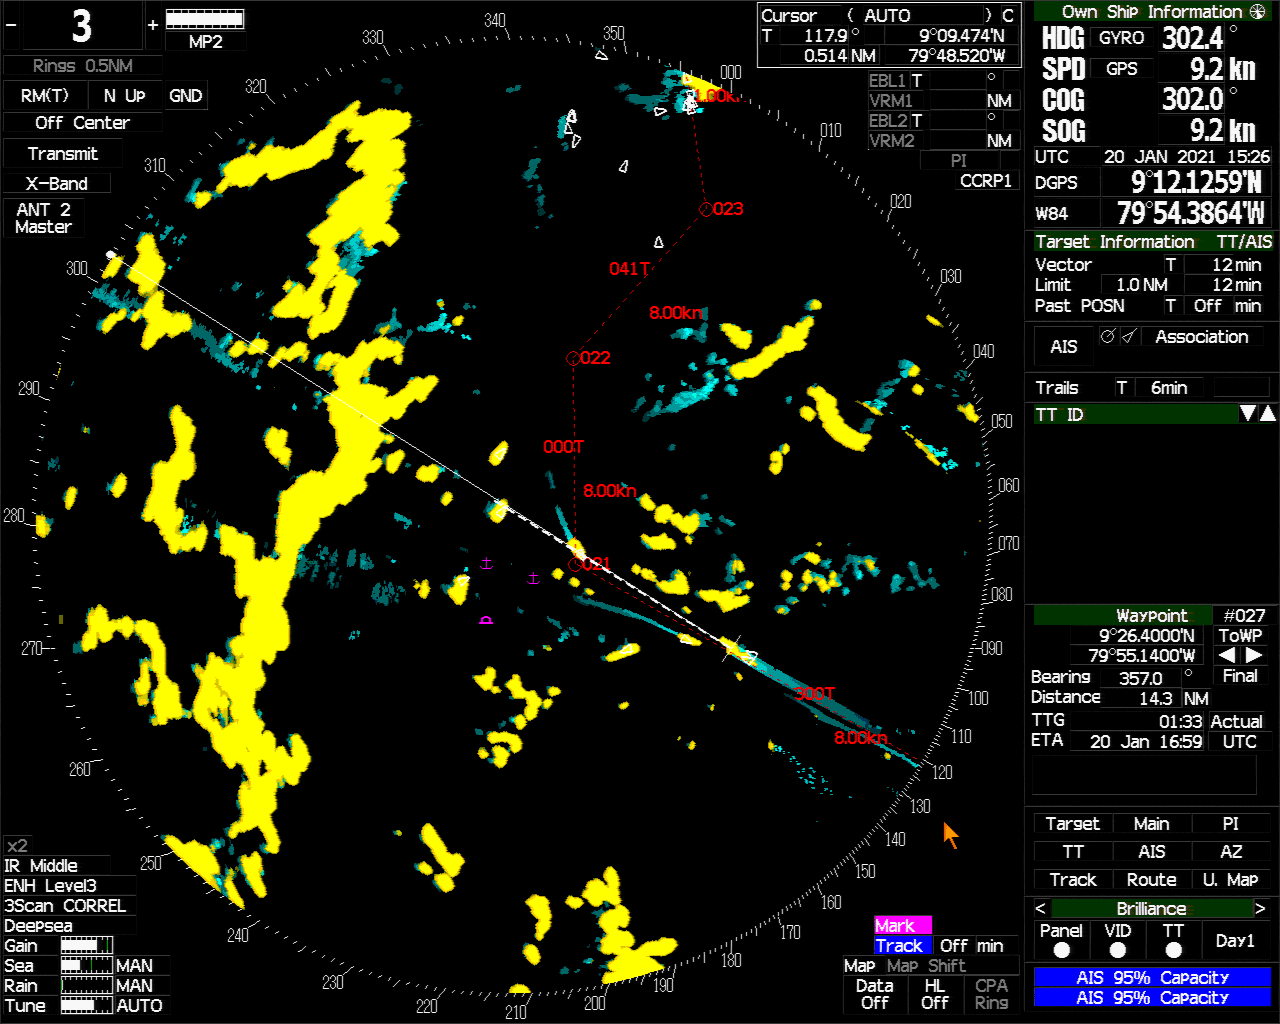 − 3 +
MP2
Rings 0.5NM
RM(T) N Up GND
Off Center
Transmit
X-Band
ANT 2
Master
Cursor ( AUTO ) C
T 117.9 ° 9°09.474'N
0.514 NM 79°48.520'W
EBL1 T °
VRM1 NM
EBL2 T °
VRM2 NM
PI
CCRP1
340
350
000
010
020
030
040
050
060
070
080
090
100
110
120
130
140
150
160
170
180
190
200
210
220
230
240
250
260
270
280
290
300
310
320
330
023
041T
8.00kn
022
000T
8.00kn
021
300T
8.00kn
x2
IR Middle
ENH Level3
3Scan CORREL
Deepsea
Gain
Sea MAN
Rain MAN
Tune AUTO
Mark
Track Off min
Map Map Shift
Data Off
HL Off
CPA Ring
Own Ship Information
HDG GYRO 302.4 °
SPD GPS 9.2 kn
COG 302.0 °
SOG 9.2 kn
UTC 20 JAN 2021 15:26
DGPS 9°12.1259'N
W84 79°54.3864'W
Target Information TT/AIS
Vector T 12 min
Limit 1.0 NM 12 min
Past POSN T Off min
AIS Association
Trails T 6min
TT ID
Waypoint #027
9°26.4000'N ToWP
79°55.1400'W
Bearing 357.0 ° Final
Distance 14.3 NM
TTG 01:33 Actual
ETA 20 Jan 16:59 UTC
Target Main PI
TT AIS AZ
Track Route U. Map
< Brilliance >
Panel VID TT Day1
AIS 95% Capacity
AIS 95% Capacity